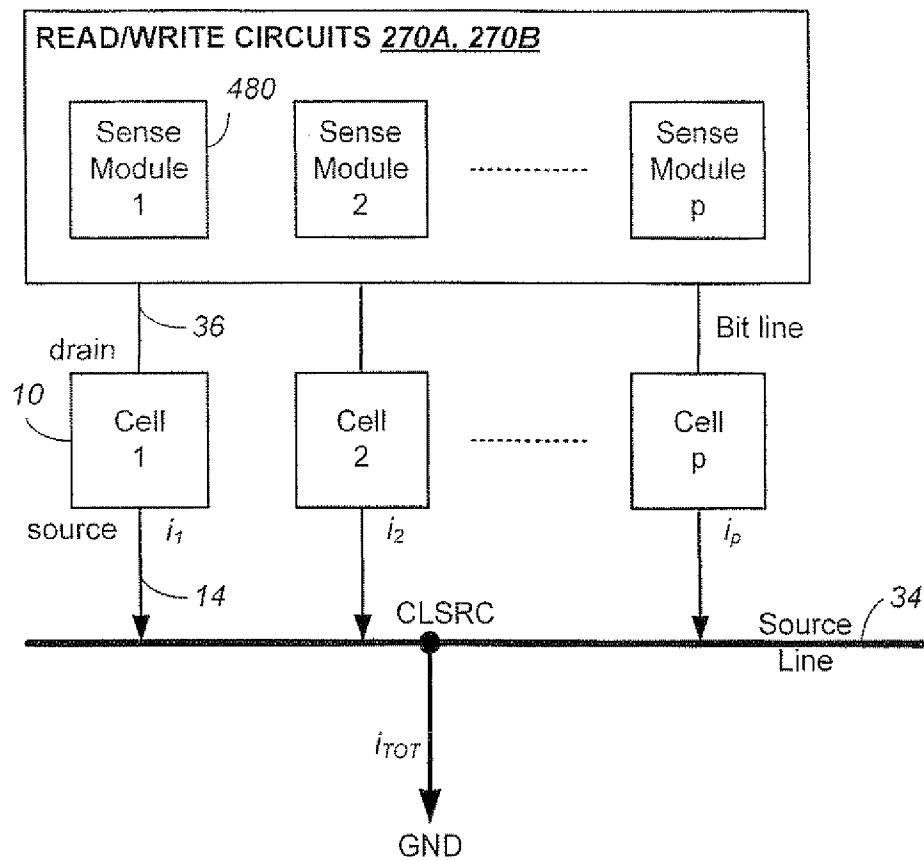 READ/WRITE CIRCUITS 270A, 270B
480
Sense
Module
1
Sense
Module
2
Sense
Module
p
36
drain
Bit line
10
Cell
1
Cell
2
Cell
p
source
i1
i2
ip
14
CLSRC
Source
Line
34
iTOT
GND